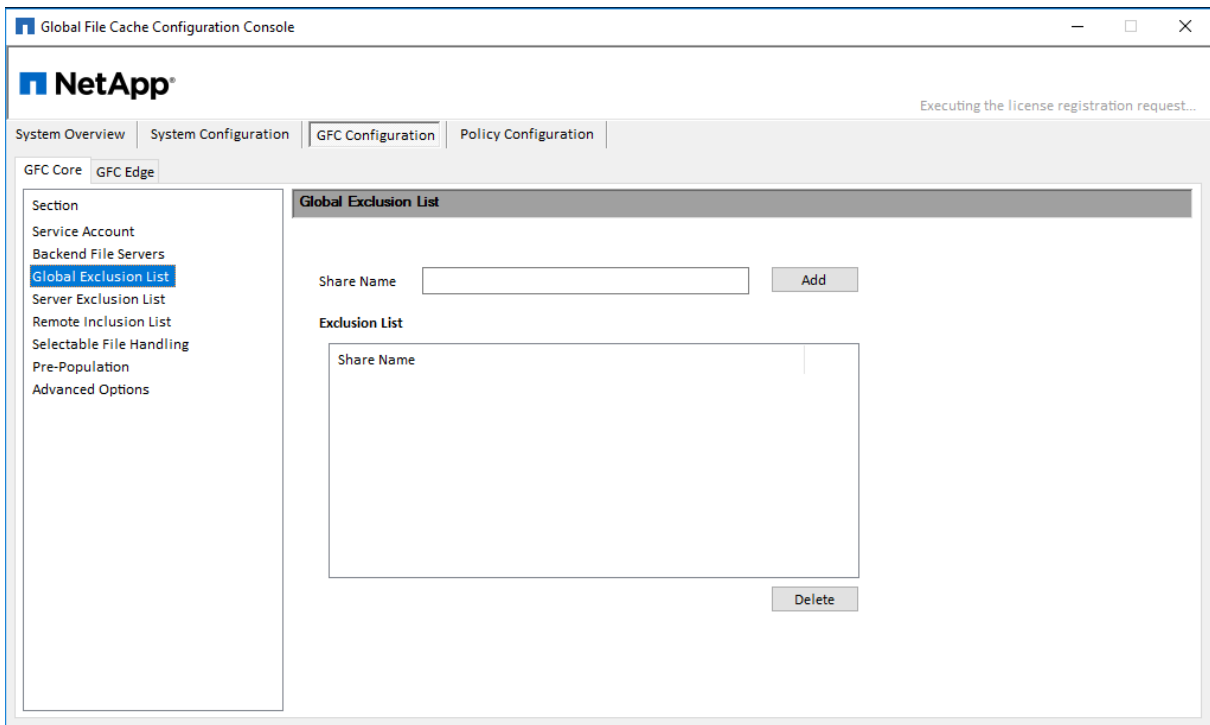 Global File Cache Configuration Console
NetApp®
Executing the license registration request...
System Overview System Configuration GFC Configuration Policy Configuration
GFC Core GFC Edge
Section
Service Account
Backend File Servers
Global Exclusion List
Server Exclusion List
Remote Inclusion List
Selectable File Handling
Pre-Population
Advanced Options
Global Exclusion List
Share Name Add
Exclusion List
Share Name
Delete